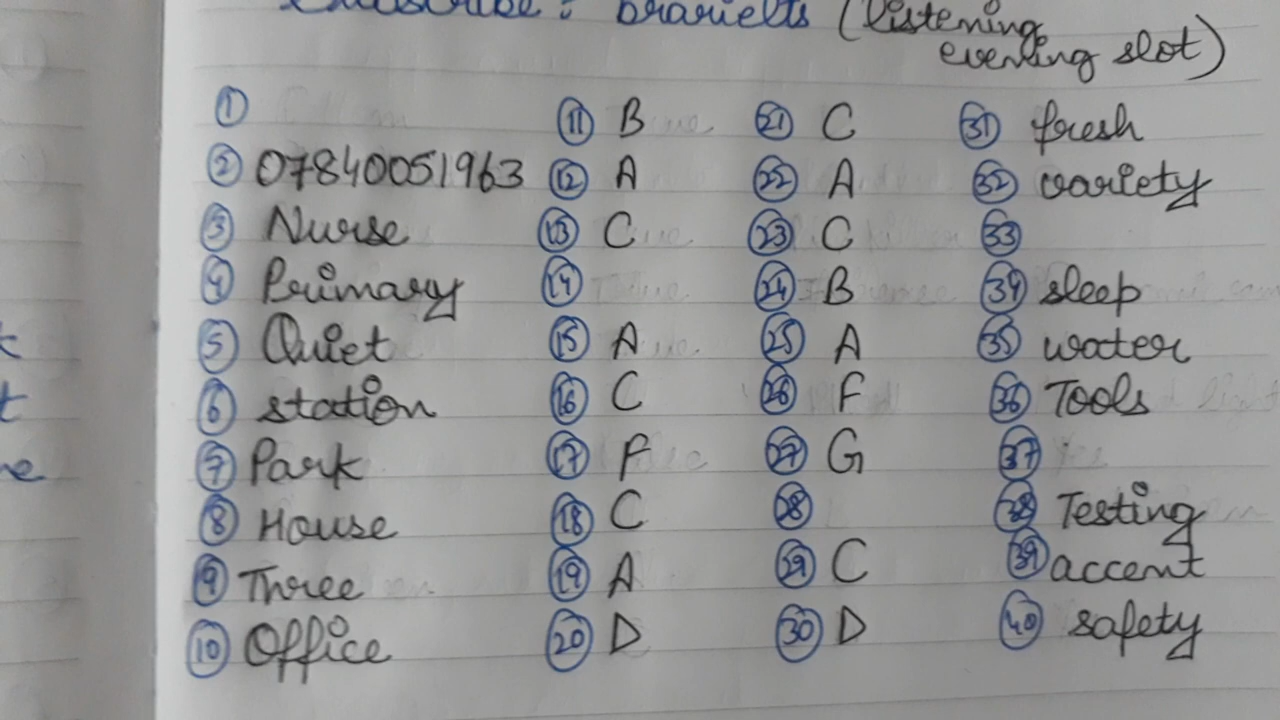 : brarielts (listening
evening slot)
① ⑪ B ㉑ C ㉛ fresh
② 07840051963 ⑫ A ㉒ A ㉜ variety
③ Nurse ⑬ C ㉓ C ㉝
④ Primary ⑭ ㉔ B ㉞ sleep
⑤ Quiet ⑮ A ㉕ A ㉟ water
⑥ station ⑯ C ㉖ F ㊱ Tools
⑦ Park ⑰ F ㉗ G ㊲
⑧ House ⑱ C ㉘ ㊳ Testing
⑨ Three ⑲ A ㉙ C ㊴ accent
⑩ Office ⑳ D ㉚ D ㊵ safety